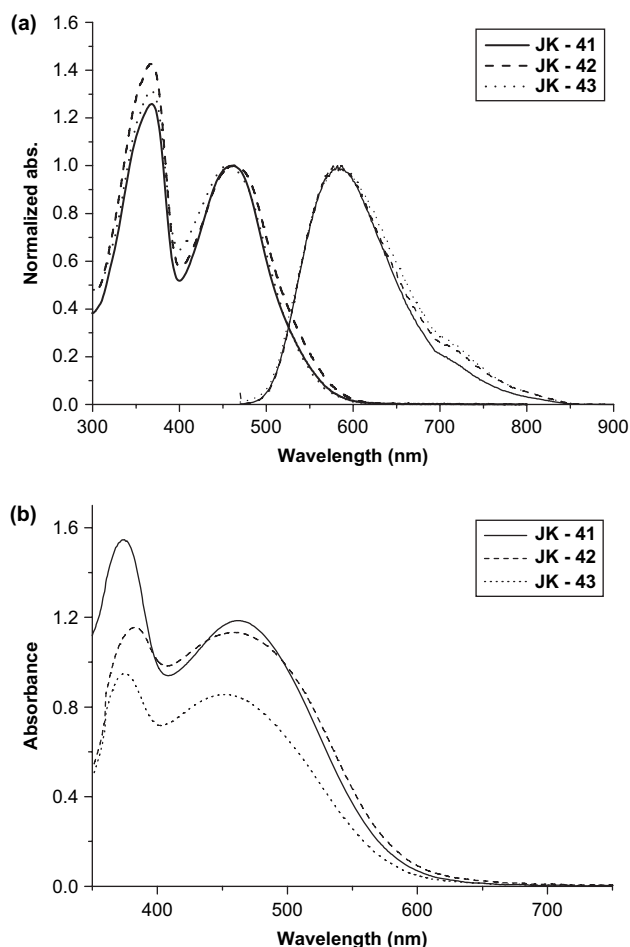 (a)
1.6
1.4
1.2
1.0
0.8
0.6
0.4
0.2
0.0
Normalized abs.
JK - 41
JK - 42
JK - 43
300 400 500 600 700 800 900
Wavelength (nm)
(b)
1.6
1.2
0.8
0.4
0.0
Absorbance
JK - 41
JK - 42
JK - 43
400 500 600 700
Wavelength (nm)